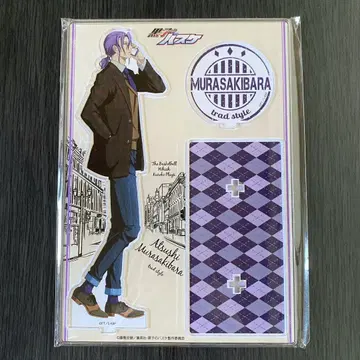 黒子のバスケ
MURASAKIBARA
trad style
The Basketball
Which
Kuroko Plays
Atsushi
Murasakibara
trad style